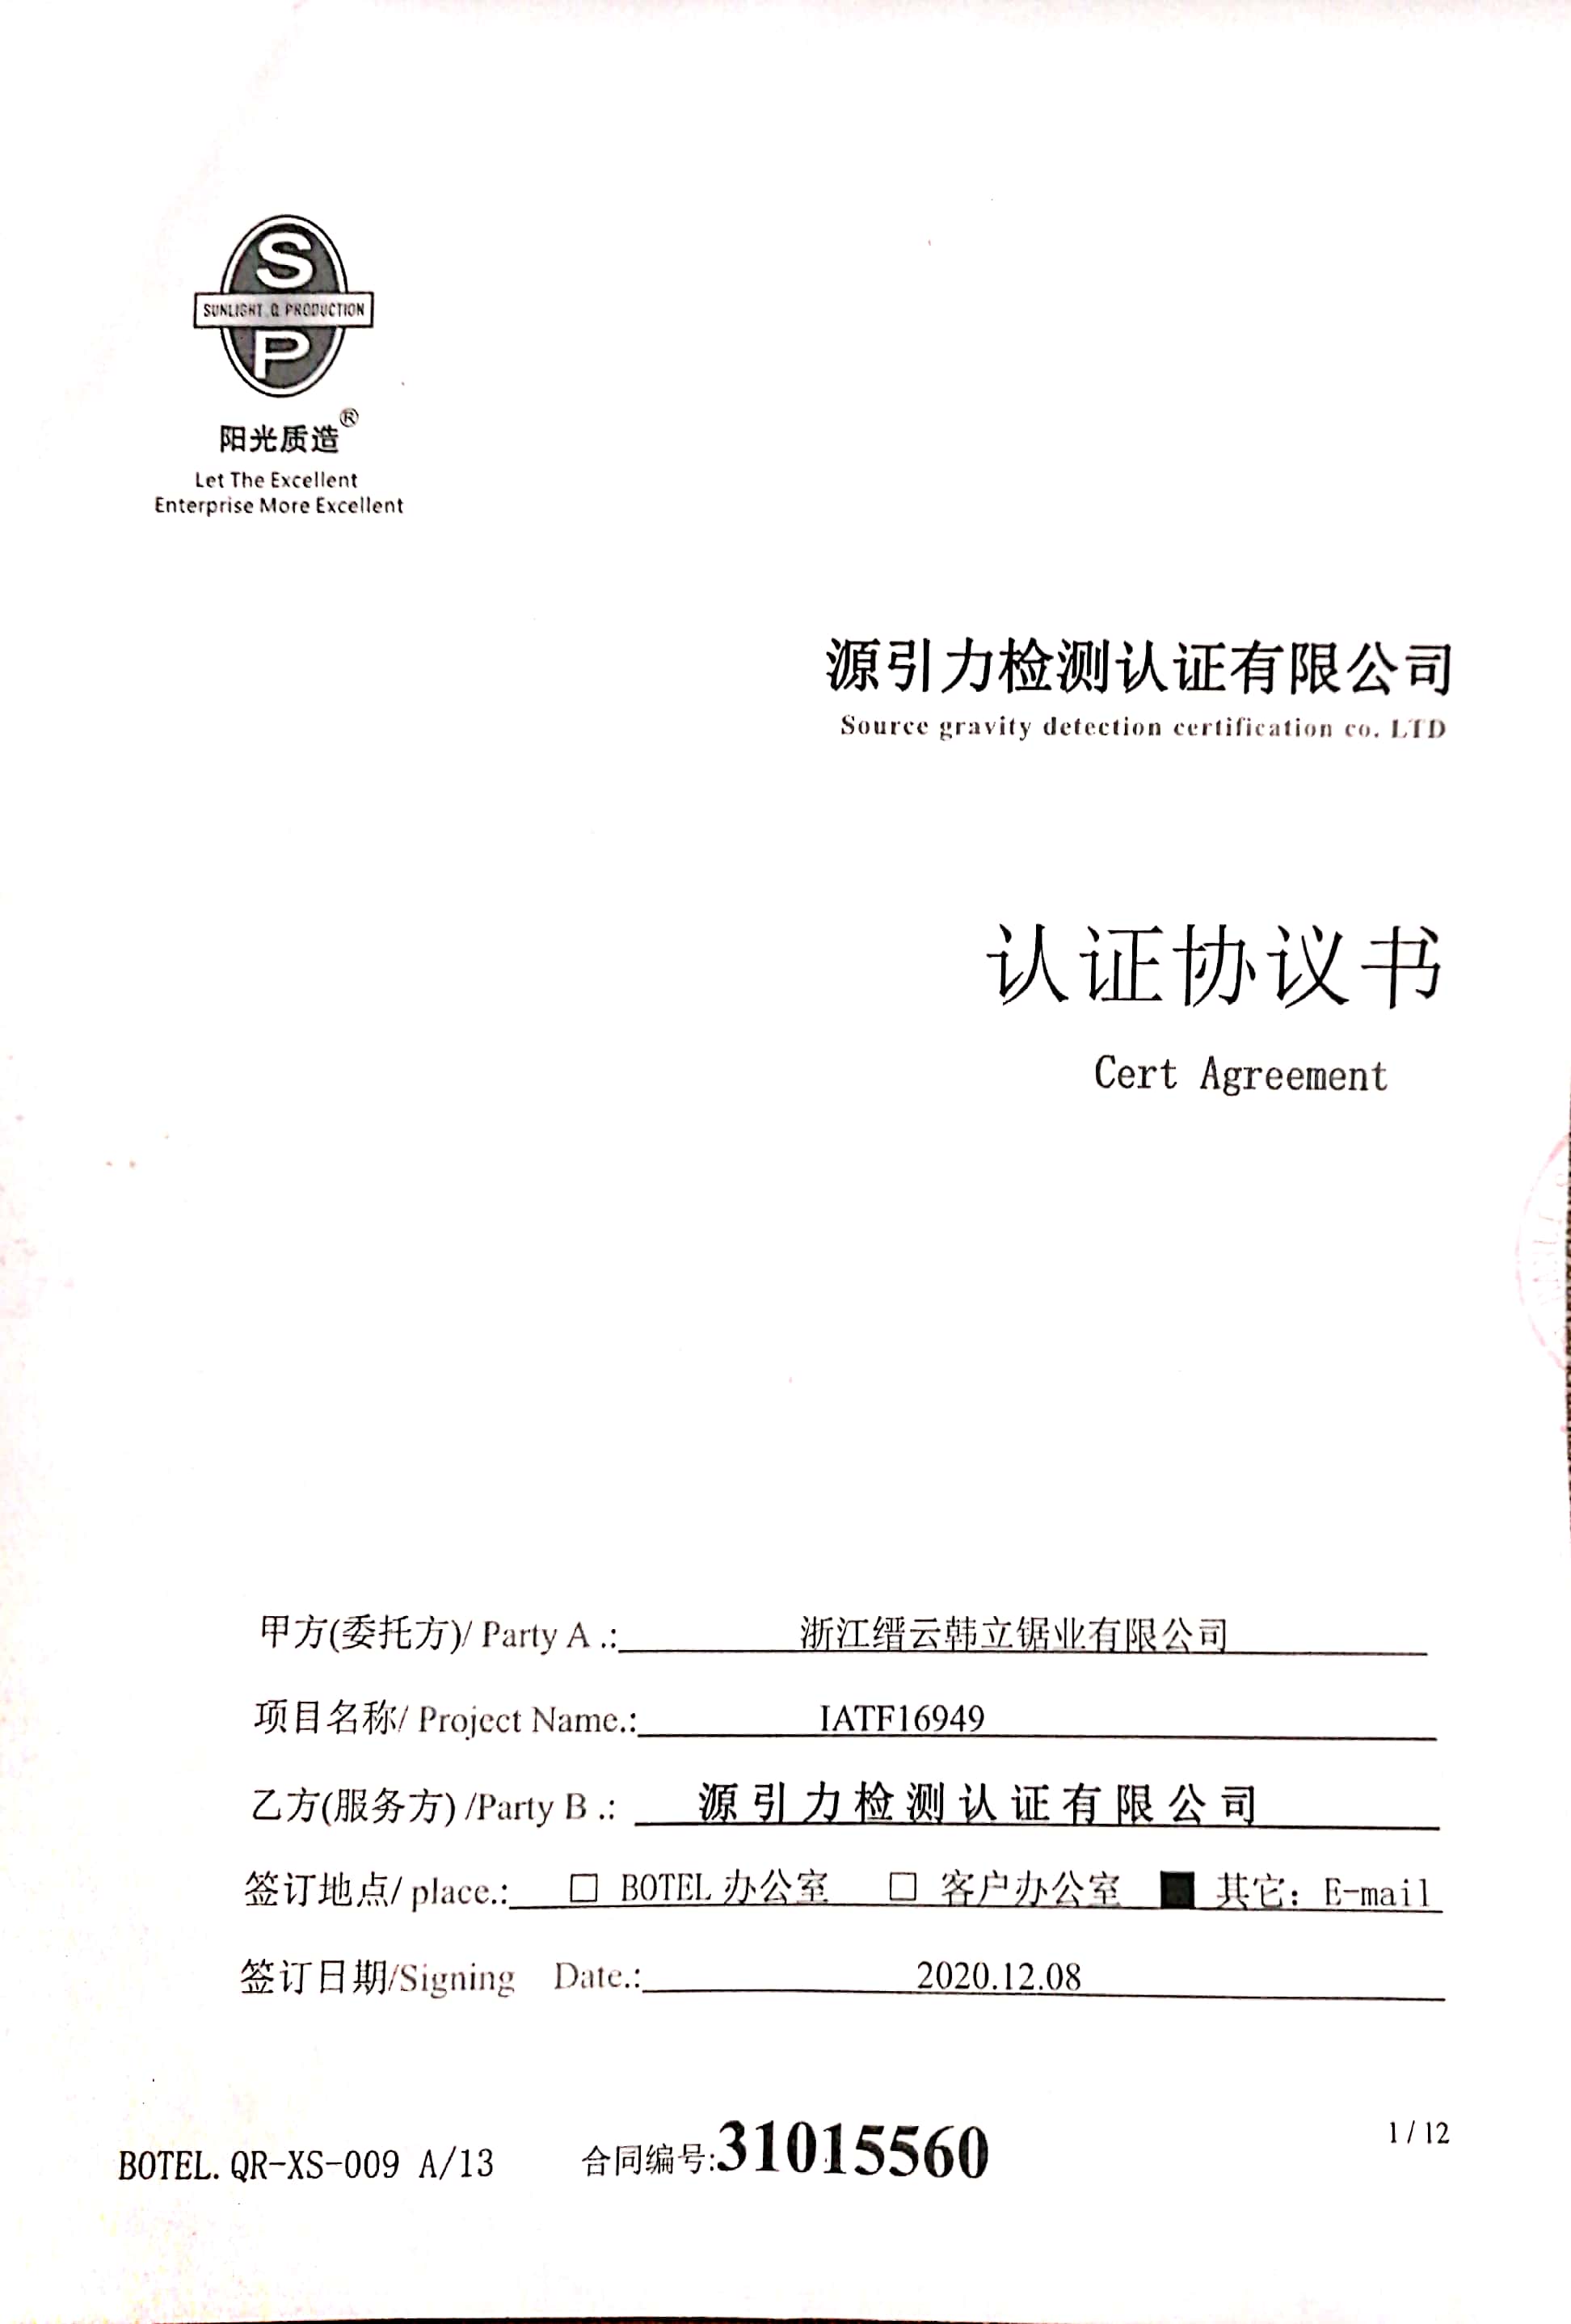 S
SUNLIGHT Q PRODUCTION
P
阳光质造®
Let The Excellent
Enterprise More Excellent
源引力检测认证有限公司
Source gravity detection certification co. LTD
认证协议书
Cert Agreement
甲方(委托方)/ Party A .: 浙江缙云韩立锯业有限公司
项目名称/ Project Name.: IATF16949
乙方(服务方) /Party B .: 源引力检测认证有限公司
签订地点/ place.: □ BOTEL 办公室 □ 客户办公室 ■ 其它: E-mail
签订日期/Signing Date.: 2020.12.08
BOTEL. QR-XS-009 A/13 合同编号:31015560 1 / 12